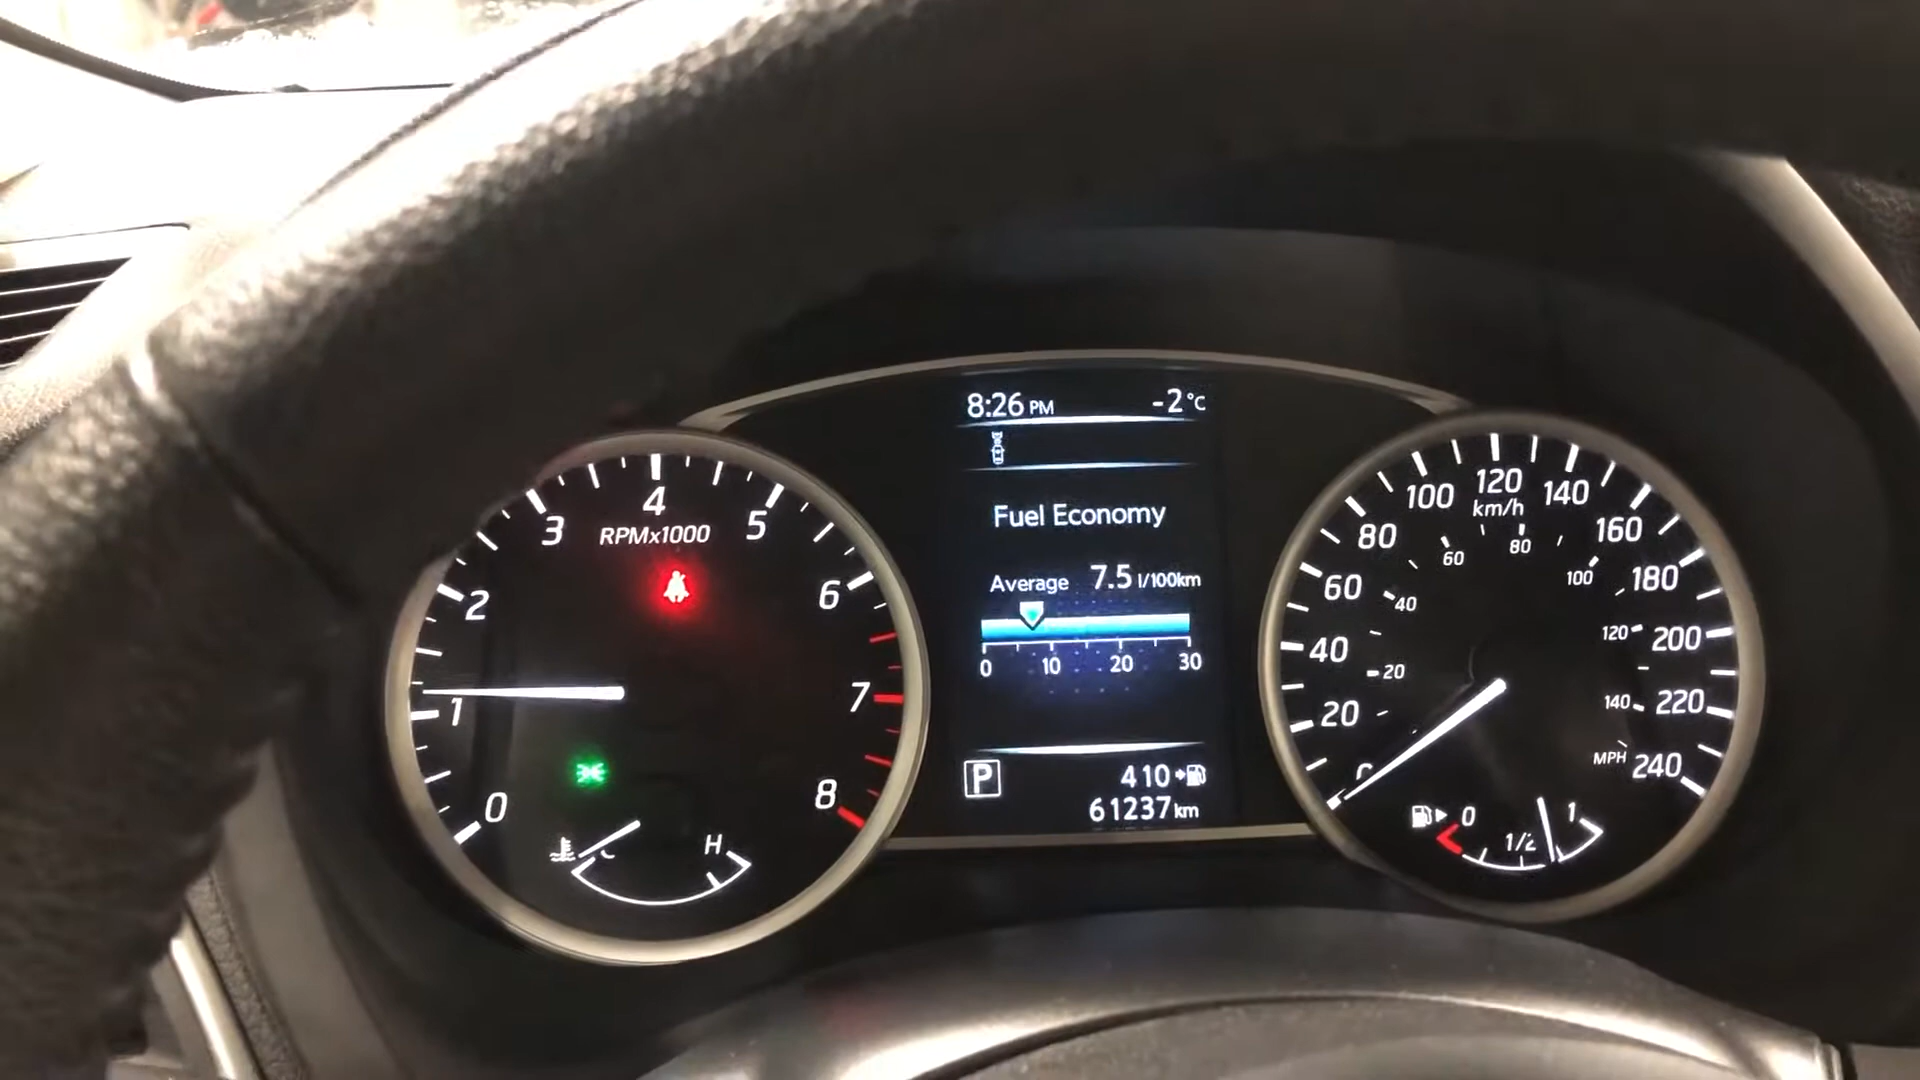 8:26 PM -2°C
Fuel Economy
Average 7.5 l/100km
0 10 20 30
P 410
61237 km
0 1 2 3 4 5 6 7 8
RPMx1000
H
20 40 60 80 100 120 140 160 180 200 220 240
km/h
20 40 60 80 100 120 140
MPH
0 1/2 1